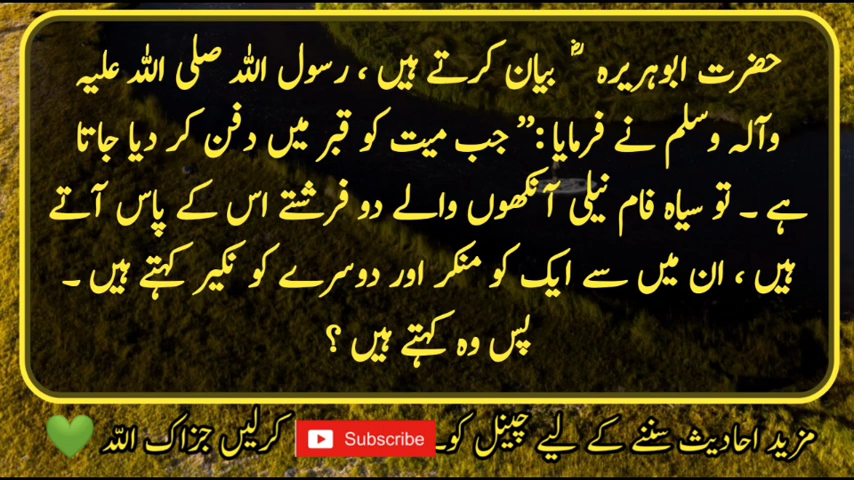 حضرت ابوہریرہ ؓ بیان کرتے ہیں ، رسول اللہ صلی اللہ علیہ
وآلہ وسلم نے فرمایا :” جب میت کو قبر میں دفن کر دیا جاتا
ہے ۔ تو سیاہ فام نیلی آنکھوں والے دو فرشتے اس کے پاس آتے
ہیں ، ان میں سے ایک کو منکر اور دوسرے کو نکیر کہتے ہیں ۔
پس وہ کہتے ہیں ؟
مزید احادیث سننے کے لیے چینل کو۔ Subscribe کرلیں جزاک اللہ 💚